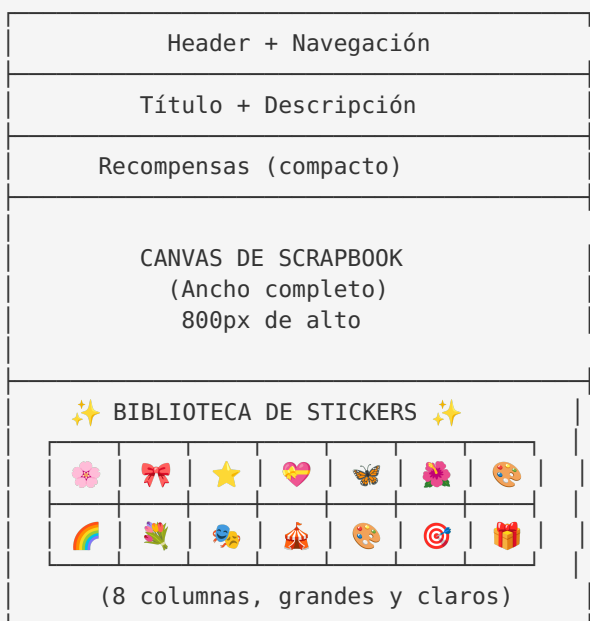 Header + Navegación
Título + Descripción
Recompensas (compacto)
CANVAS DE SCRAPBOOK
(Ancho completo)
800px de alto
✨ BIBLIOTECA DE STICKERS ✨
(8 columnas, grandes y claros)